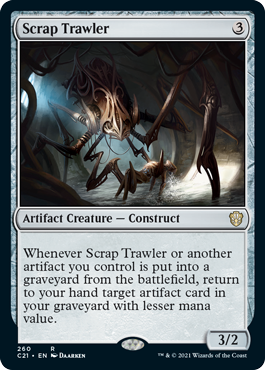 Scrap Trawler 3
Artifact Creature — Construct
Whenever Scrap Trawler or another
artifact you control is put into a
graveyard from the battlefield, return to
your hand target artifact card in
your graveyard with lesser mana
value.
3/2
260 R
C21 • EN Daarken ™ & © 2021 Wizards of the Coast